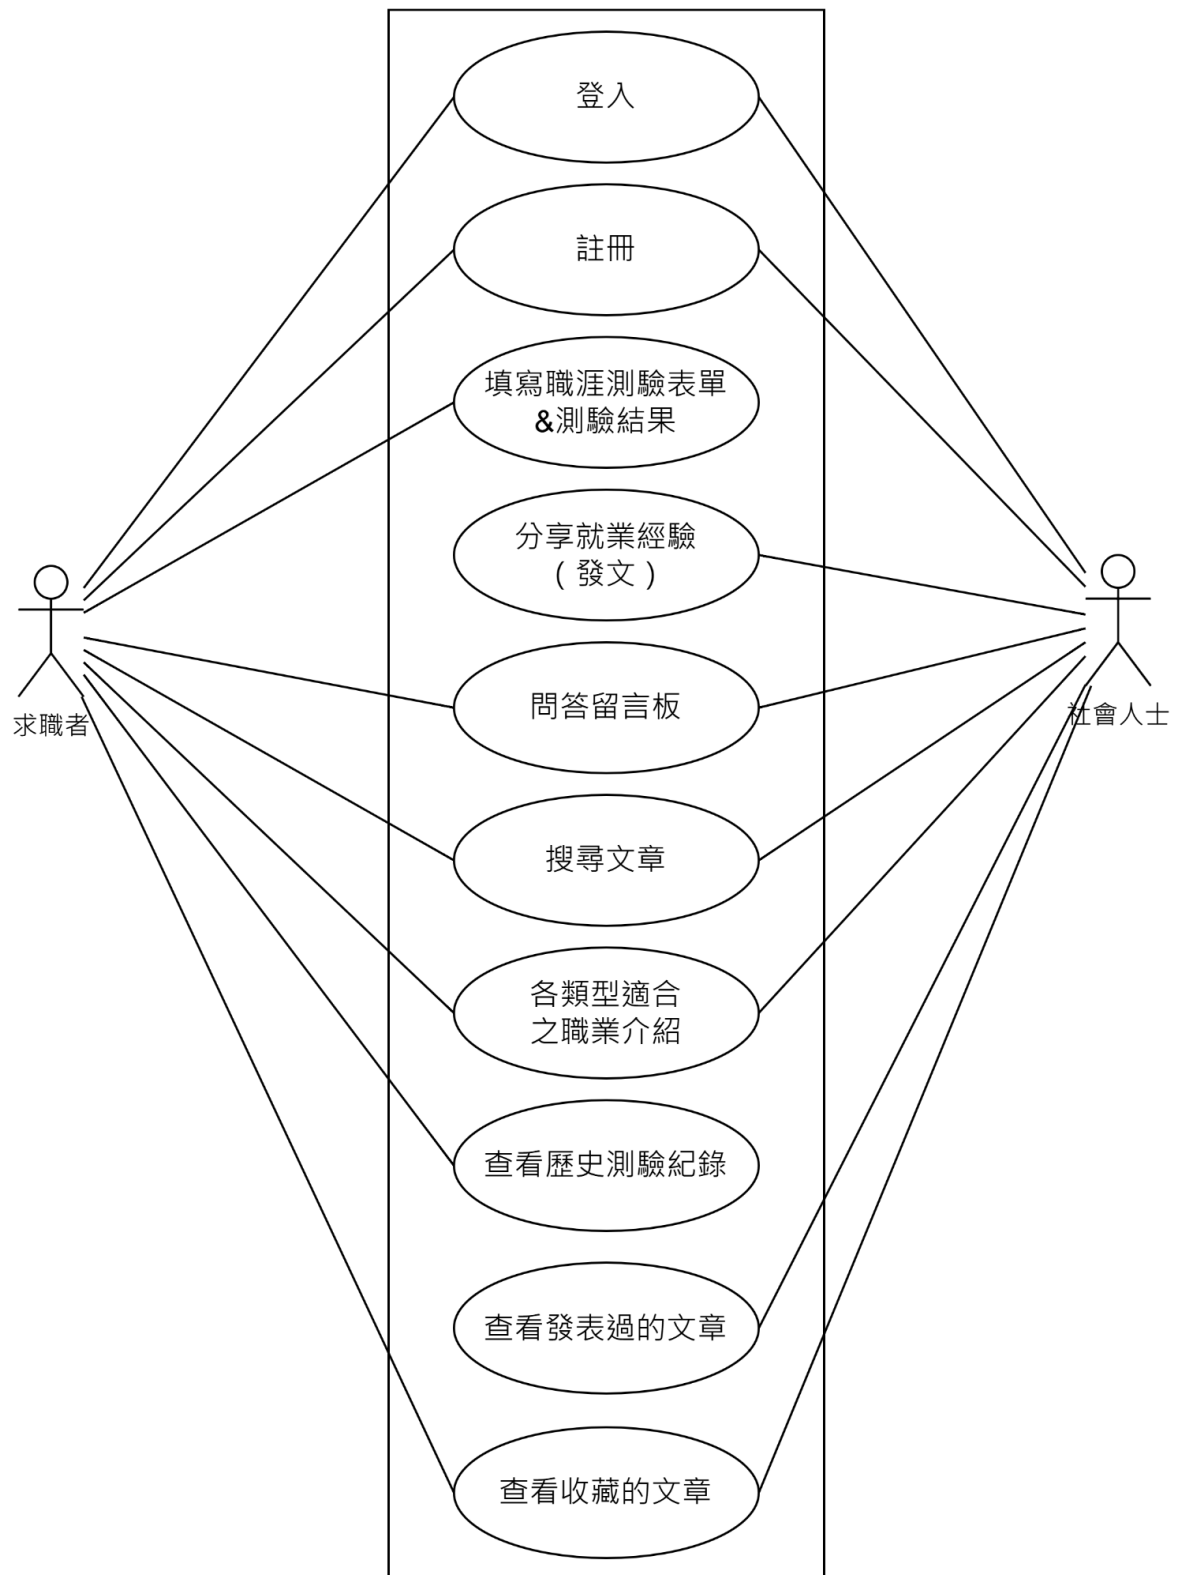 登入
註冊
填寫職涯測驗表單
&測驗結果
分享就業經驗
(發文)
求職者
社會人士
問答留言板
搜尋文章
各類型適合
之職業介紹
查看歷史測驗紀錄
查看發表過的文章
查看收藏的文章